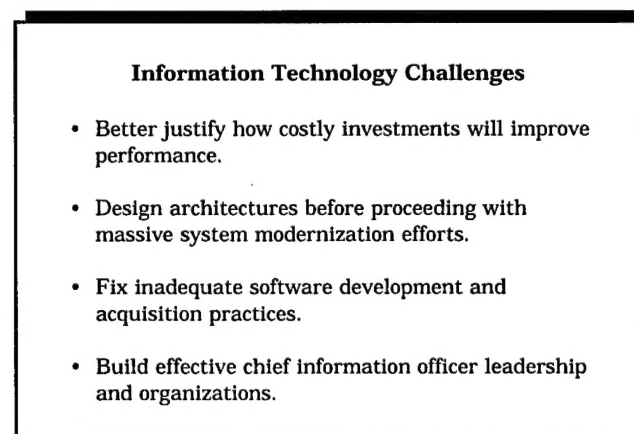 Information Technology Challenges
• Better justify how costly investments will improve
performance.
• Design architectures before proceeding with
massive system modernization efforts.
• Fix inadequate software development and
acquisition practices.
• Build effective chief information officer leadership
and organizations.